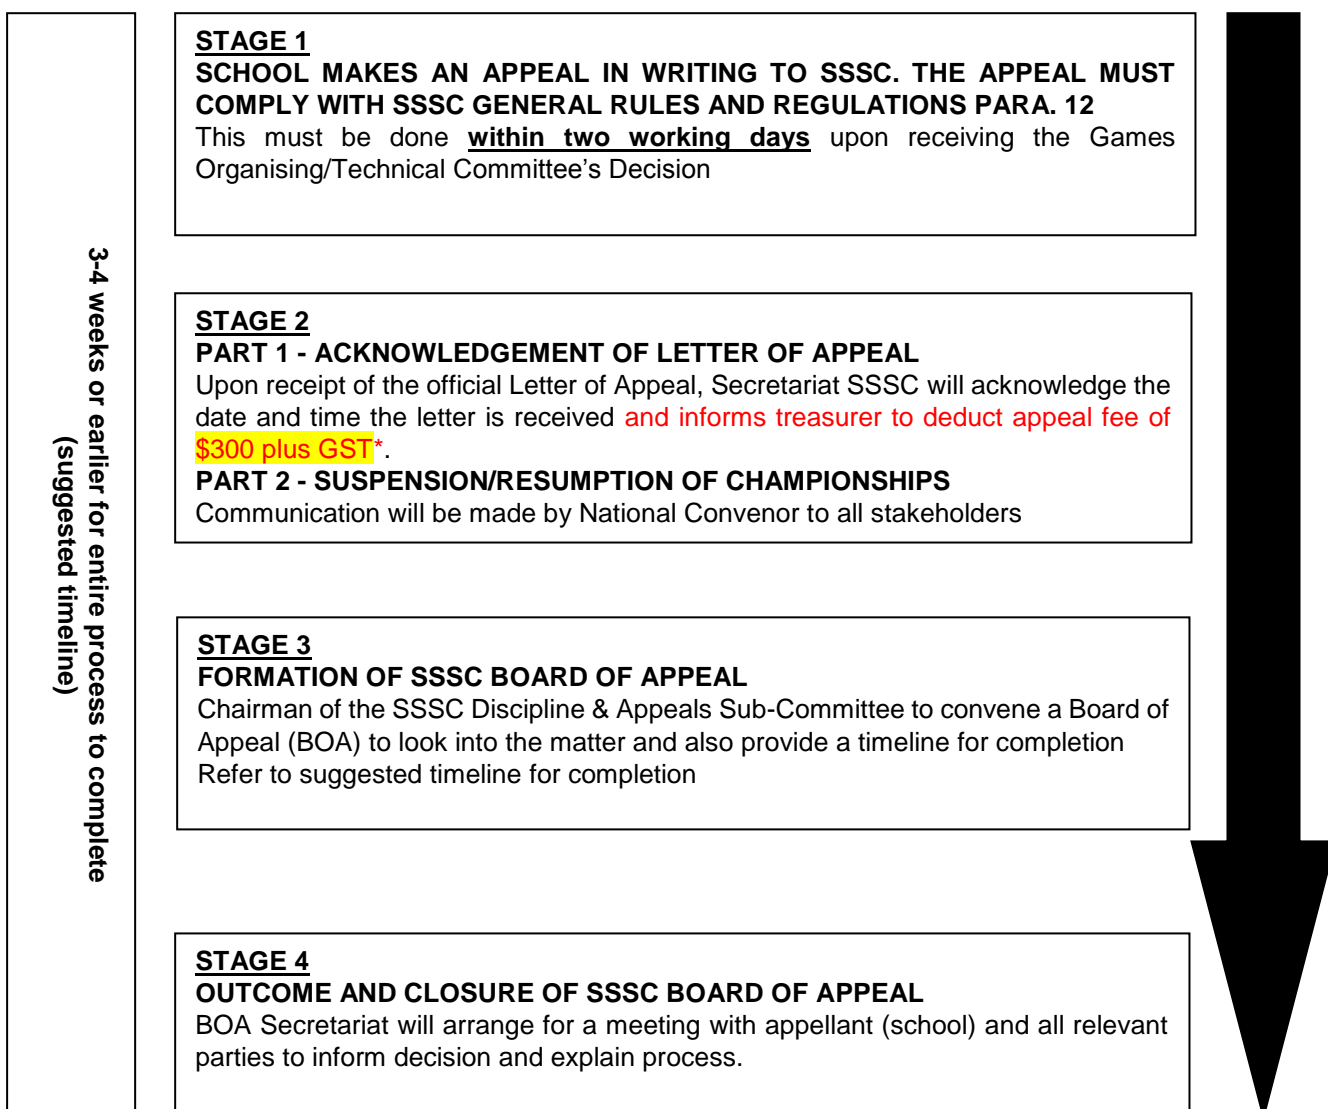 3-4 weeks or earlier for entire process to complete
(suggested timeline)
STAGE 1
SCHOOL MAKES AN APPEAL IN WRITING TO SSSC. THE APPEAL MUST
COMPLY WITH SSSC GENERAL RULES AND REGULATIONS PARA. 12
This must be done within two working days upon receiving the Games
Organising/Technical Committee's Decision
STAGE 2
PART 1 - ACKNOWLEDGEMENT OF LETTER OF APPEAL
Upon receipt of the official Letter of Appeal, Secretariat SSSC will acknowledge the
date and time the letter is received and informs treasurer to deduct appeal fee of
$300 plus GST*.
PART 2 - SUSPENSION/RESUMPTION OF CHAMPIONSHIPS
Communication will be made by National Convenor to all stakeholders
STAGE 3
FORMATION OF SSSC BOARD OF APPEAL
Chairman of the SSSC Discipline & Appeals Sub-Committee to convene a Board of
Appeal (BOA) to look into the matter and also provide a timeline for completion
Refer to suggested timeline for completion
STAGE 4
OUTCOME AND CLOSURE OF SSSC BOARD OF APPEAL
BOA Secretariat will arrange for a meeting with appellant (school) and all relevant
parties to inform decision and explain process.